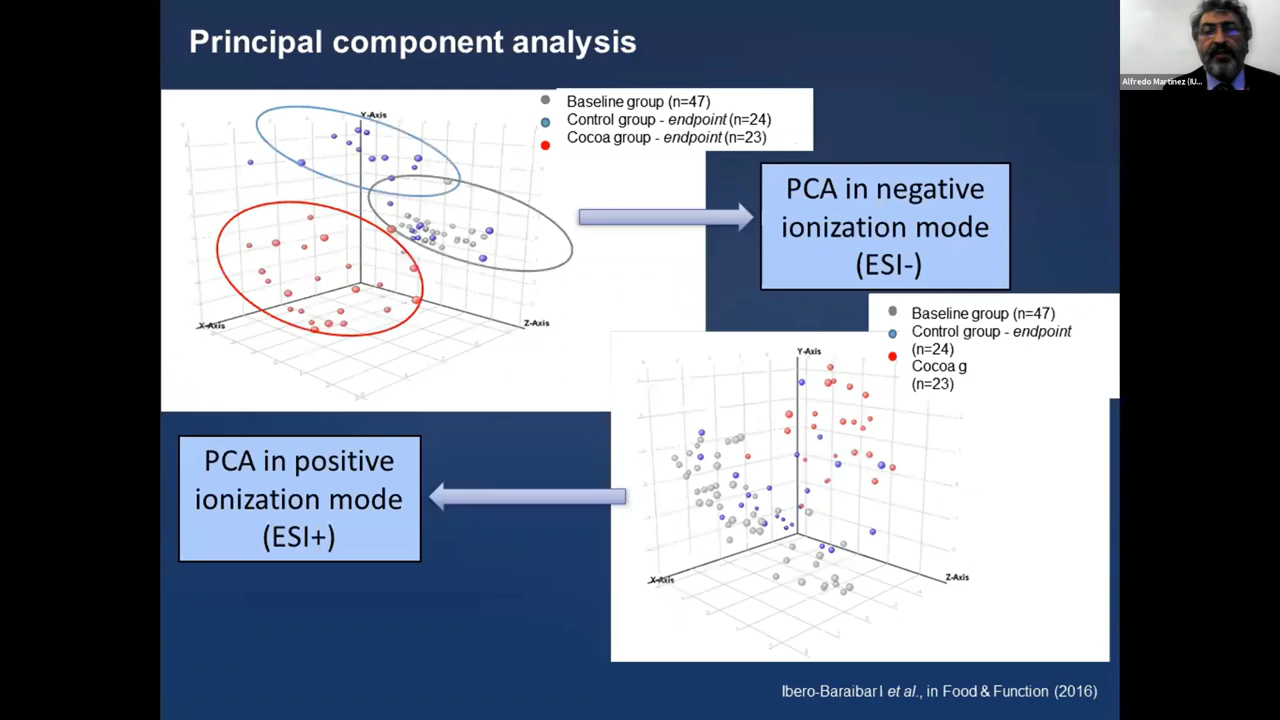 Principal component analysis
Alfredo Martínez (IU...
Y-Axis
X-Axis
Z-Axis
Baseline group (n=47)
Control group - endpoint (n=24)
Cocoa group - endpoint (n=23)
PCA in negative
ionization mode
(ESI-)
Baseline group (n=47)
Control group - endpoint
(n=24)
Cocoa g
(n=23)
Y-Axis
X-Axis
Z-Axis
PCA in positive
ionization mode
(ESI+)
Ibero-Baraibar I et al., in Food & Function (2016)